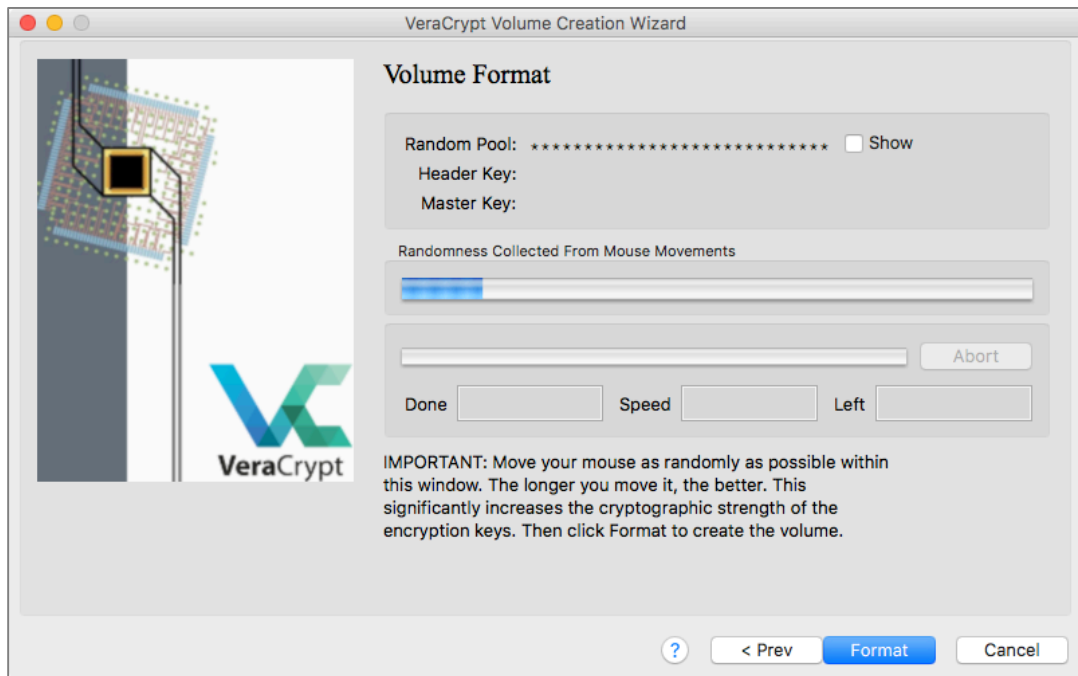 VeraCrypt Volume Creation Wizard
Volume Format
Random Pool: **************************** Show
Header Key:
Master Key:
Randomness Collected From Mouse Movements
Abort
Done Speed Left
VeraCrypt
IMPORTANT: Move your mouse as randomly as possible within
this window. The longer you move it, the better. This
significantly increases the cryptographic strength of the
encryption keys. Then click Format to create the volume.
? < Prev Format Cancel